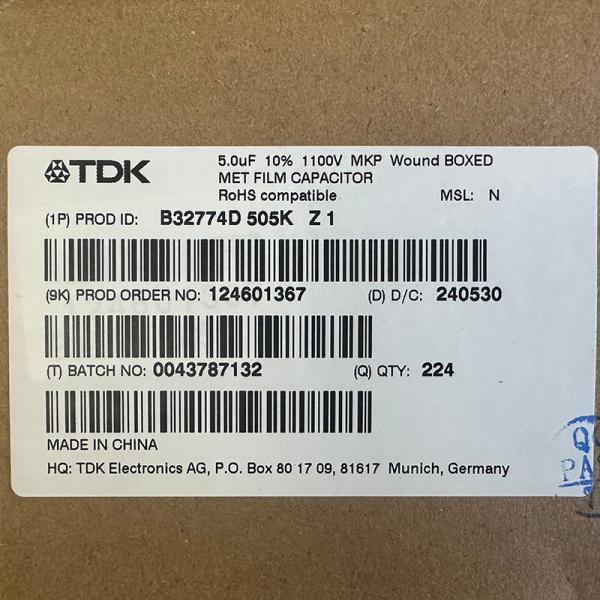 TDK
5.0uF 10% 1100V MKP Wound BOXED
MET FILM CAPACITOR
RoHS compatible MSL: N
(1P) PROD ID: B32774D 505K Z 1
(9K) PROD ORDER NO: 124601367 (D) D/C: 240530
(T) BATCH NO: 0043787132 (Q) QTY: 224
MADE IN CHINA
HQ: TDK Electronics AG, P.O. Box 80 17 09, 81617 Munich, Germany